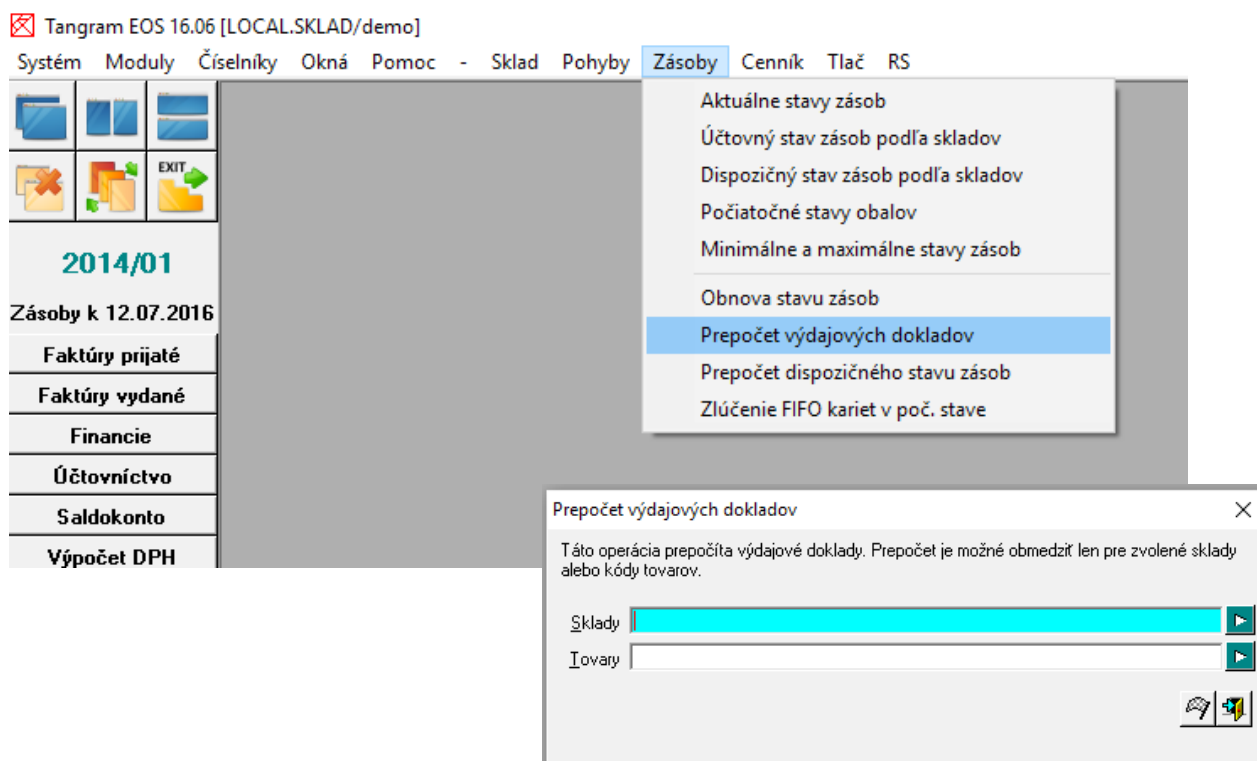 Tangram EOS 16.06 [LOCAL.SKLAD/demo]
Systém Moduly Číselníky Okná Pomoc - Sklad Pohyby Zásoby Cenník Tlač RS
EXIT
2014/01
Zásoby k 12.07.2016
Faktúry prijaté
Faktúry vydané
Financie
Účtovníctvo
Saldokonto
Výpočet DPH
Aktuálne stavy zásob
Účtovný stav zásob podľa skladov
Dispozičný stav zásob podľa skladov
Počiatočné stavy obalov
Minimálne a maximálne stavy zásob
Obnova stavu zásob
Prepočet výdajových dokladov
Prepočet dispozičného stavu zásob
Zlúčenie FIFO kariet v poč. stave
Prepočet výdajových dokladov
Táto operácia prepočíta výdajové doklady. Prepočet je možné obmedziť len pre zvolené sklady
alebo kódy tovarov.
Sklady
Tovary